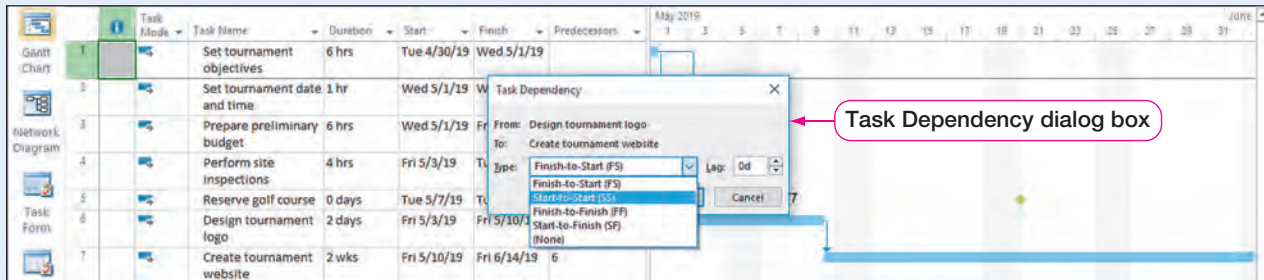 May 2019 June
Task
Mode Task Name Duration Start Finish Predecessors 1 3 5 7 9 11 13 15 17 19 21 23 25 27 29 31
Gantt
Chart
Network
Diagram
Task
Form
1 Set tournament
objectives 6 hrs Tue 4/30/19 Wed 5/1/19
2 Set tournament date
and time 1 hr Wed 5/1/19 W
3 Prepare preliminary
budget 6 hrs Wed 5/1/19 Fr
4 Perform site
inspections 4 hrs Fri 5/3/19 Tu
5 Reserve golf course 0 days Tue 5/7/19 Tu
6 Design tournament
logo 2 days Fri 5/3/19 Fri 5/10/1
7 Create tournament
website 2 wks Fri 5/10/19 Fri 6/14/19 6
Task Dependency
From: Design tournament logo
To: Create tournament website
Type: Finish-to-Start (FS) Lag: 0d
Finish-to-Start (FS)
Start-to-Start (SS)
Finish-to-Finish (FF)
Start-to-Finish (SF)
(None)
Cancel
7
Task Dependency dialog box